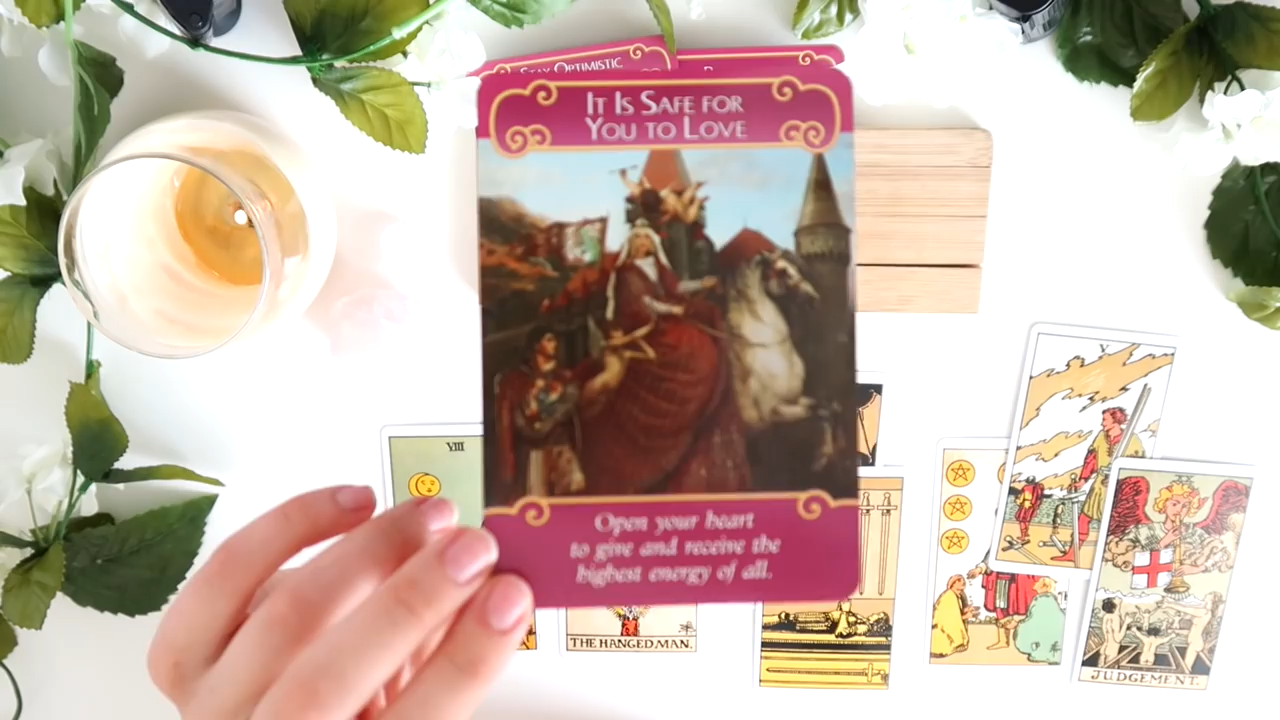 STAY OPTIMISTIC
IT IS SAFE FOR
YOU TO LOVE
Open your heart
to give and receive the
highest energy of all.
VIII
V
THE HANGED MAN.
JUDGEMENT.